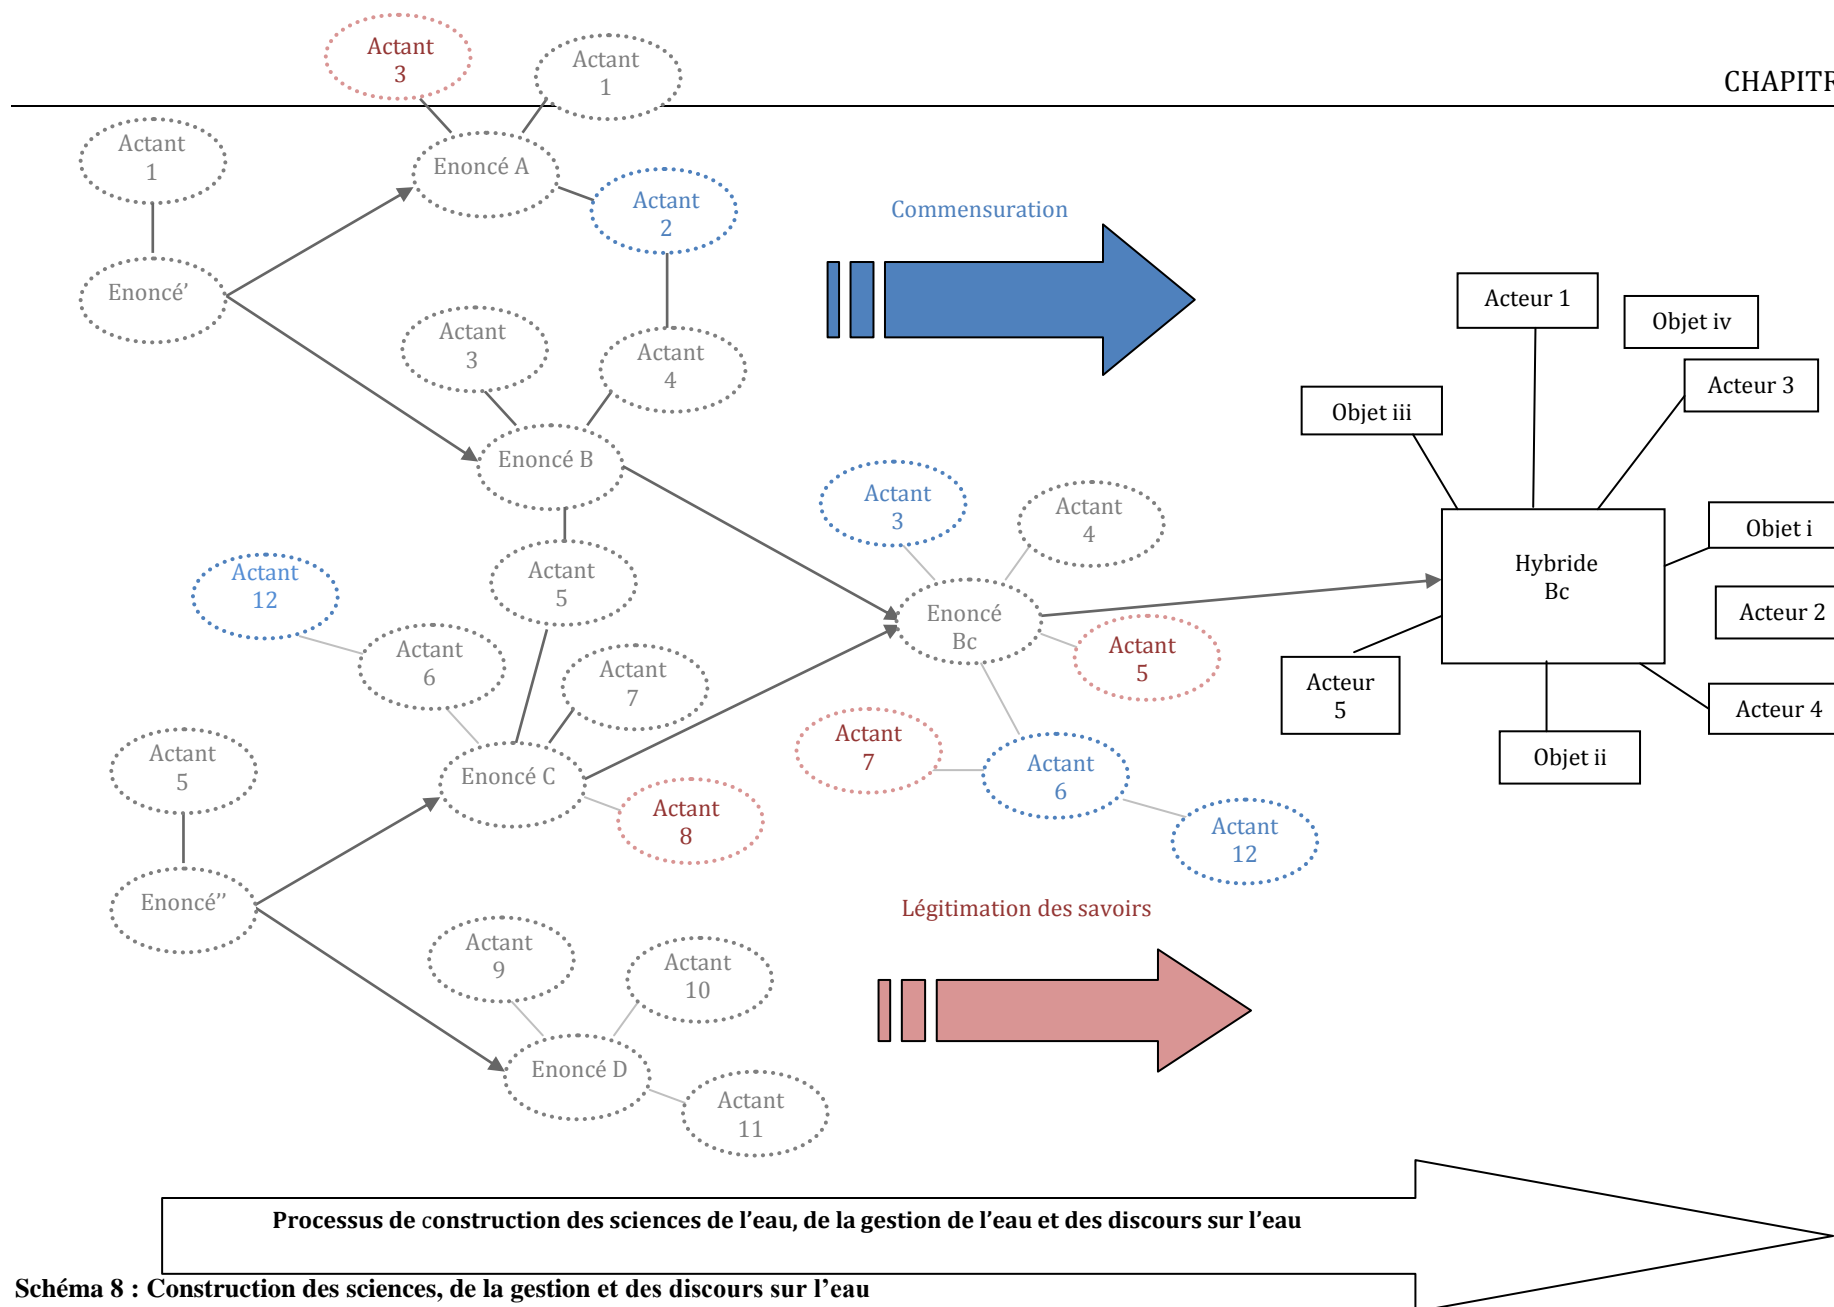 CHAPITR
Actant
3
Actant
1
Actant
1
Enoncé A
Actant
2
Commensuration
Enoncé'
Actant
3
Actant
4
Acteur 1
Objet iv
Acteur 3
Objet iii
Enoncé B
Actant
3
Actant
4
Objet i
Hybride
Bc
Actant
12
Actant
5
Enoncé
Bc
Acteur 2
Actant
6
Actant
7
Actant
5
Acteur
5
Acteur 4
Actant
5
Enoncé C
Actant
7
Actant
6
Objet ii
Actant
8
Actant
12
Enoncé''
Légitimation des savoirs
Actant
9
Actant
10
Enoncé D
Actant
11
Processus de construction des sciences de l'eau, de la gestion de l'eau et des discours sur l'eau
Schéma 8 : Construction des sciences, de la gestion et des discours sur l'eau